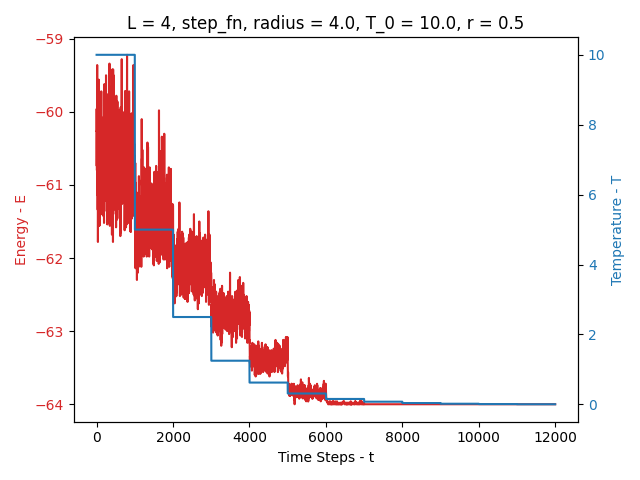 L = 4, step_fn, radius = 4.0, T_0 = 10.0, r = 0.5
−59
−60
−61
−62
−63
−64
Energy - E
10
8
6
4
2
0
Temperature - T
0 2000 4000 6000 8000 10000 12000
Time Steps - t